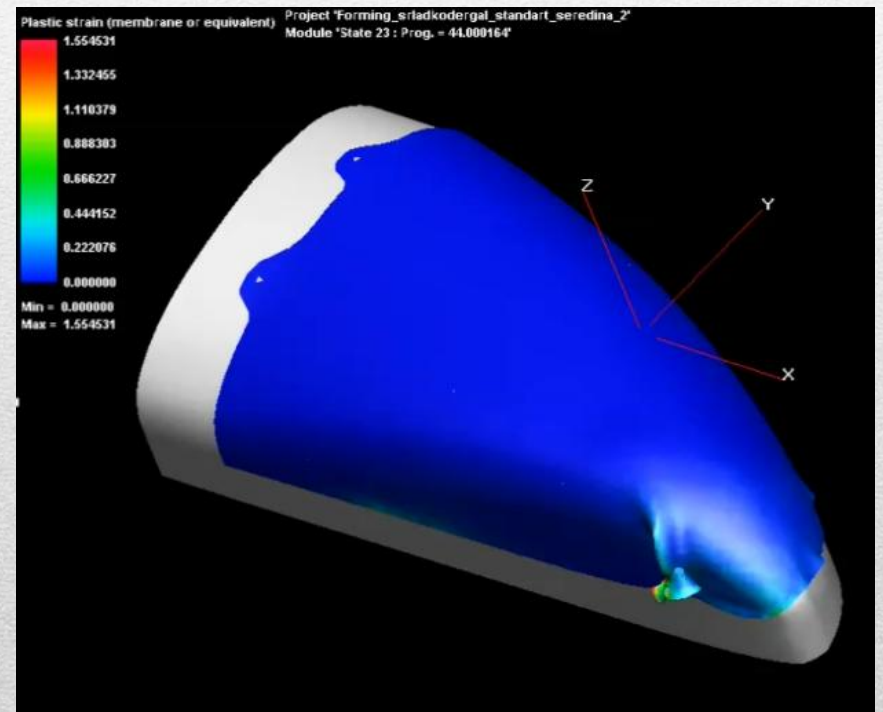 Plastic strain (membrane or equivalent)
Project 'Forming_srladkodergal_standart_seredina_2'
Module 'State 23 : Prog. = 44.000164'
1.554531
1.332455
1.110379
0.888303
0.666227
0.444152
0.222076
0.000000
Min = 0.000000
Max = 1.554531
Z
Y
X